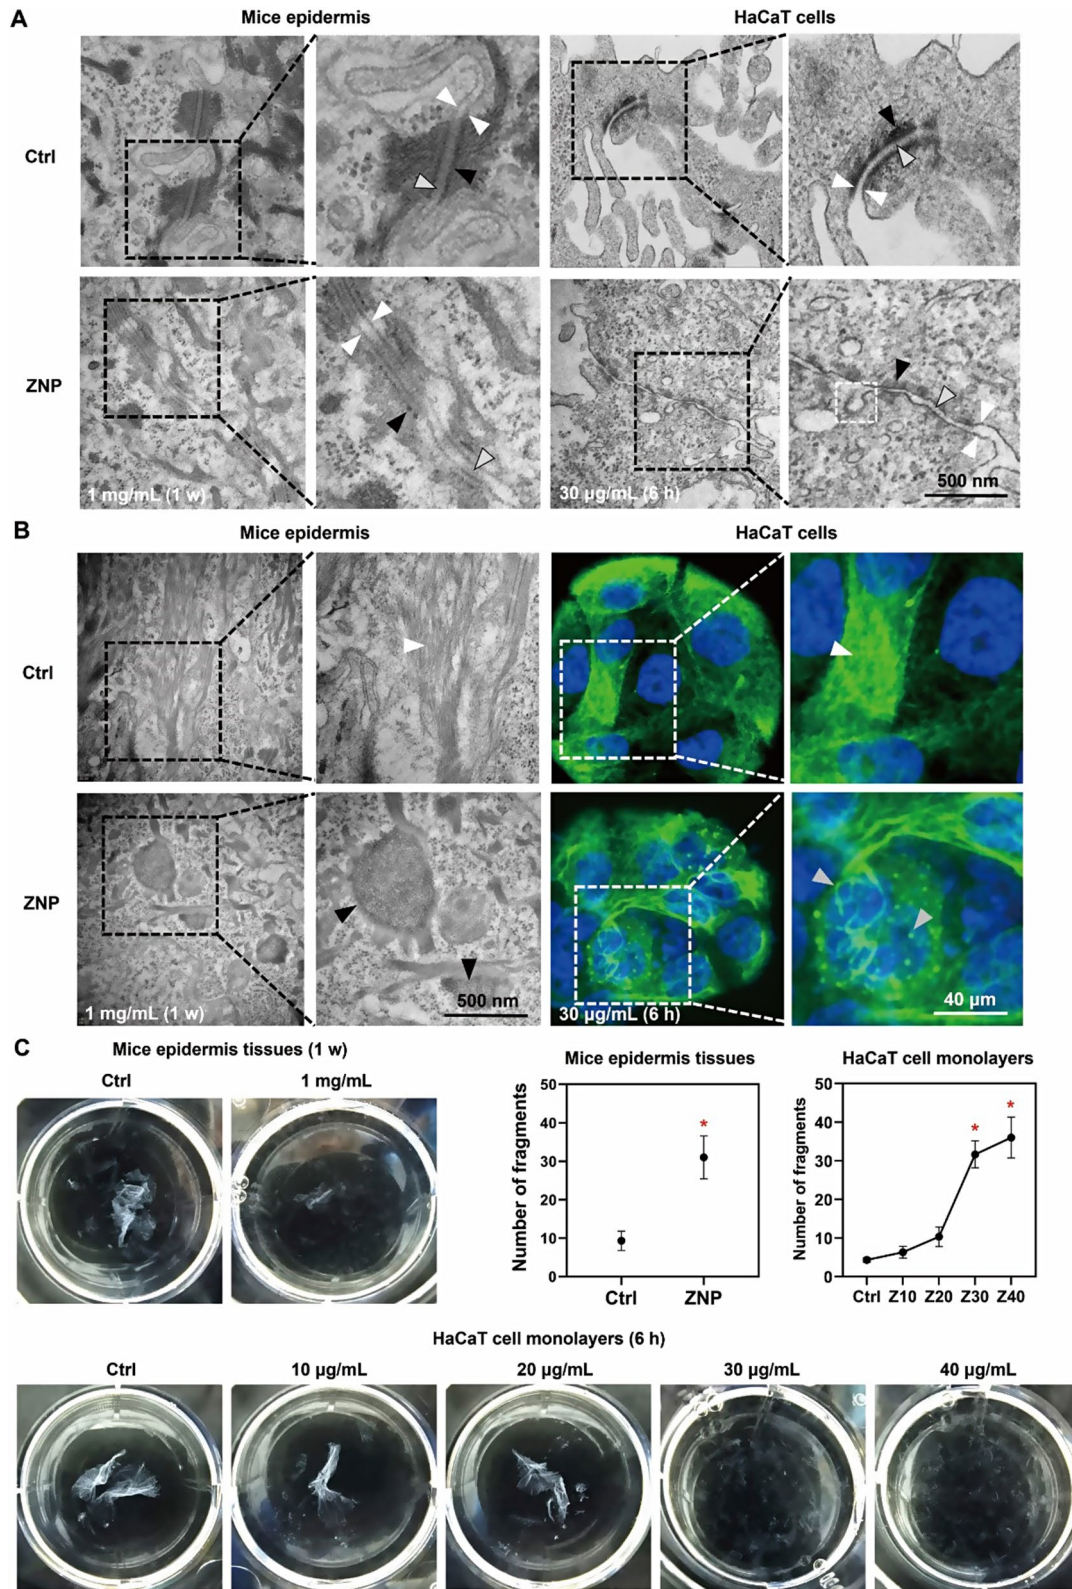 A
Mice epidermis
HaCaT cells
Ctrl
ZNP
1 mg/mL (1 w)
30 µg/mL (6 h)
500 nm
B
Mice epidermis
HaCaT cells
Ctrl
ZNP
1 mg/mL (1 w)
500 nm
30 µg/mL (6 h)
40 µm
C
Mice epidermis tissues (1 w)
Ctrl
1 mg/mL
Mice epidermis tissues
Number of fragments
50
40
30
20
10
0
*
Ctrl
ZNP
HaCaT cell monolayers
Number of fragments
50
40
30
20
10
0
*
*
Ctrl Z10 Z20 Z30 Z40
HaCaT cell monolayers (6 h)
Ctrl
10 µg/mL
20 µg/mL
30 µg/mL
40 µg/mL